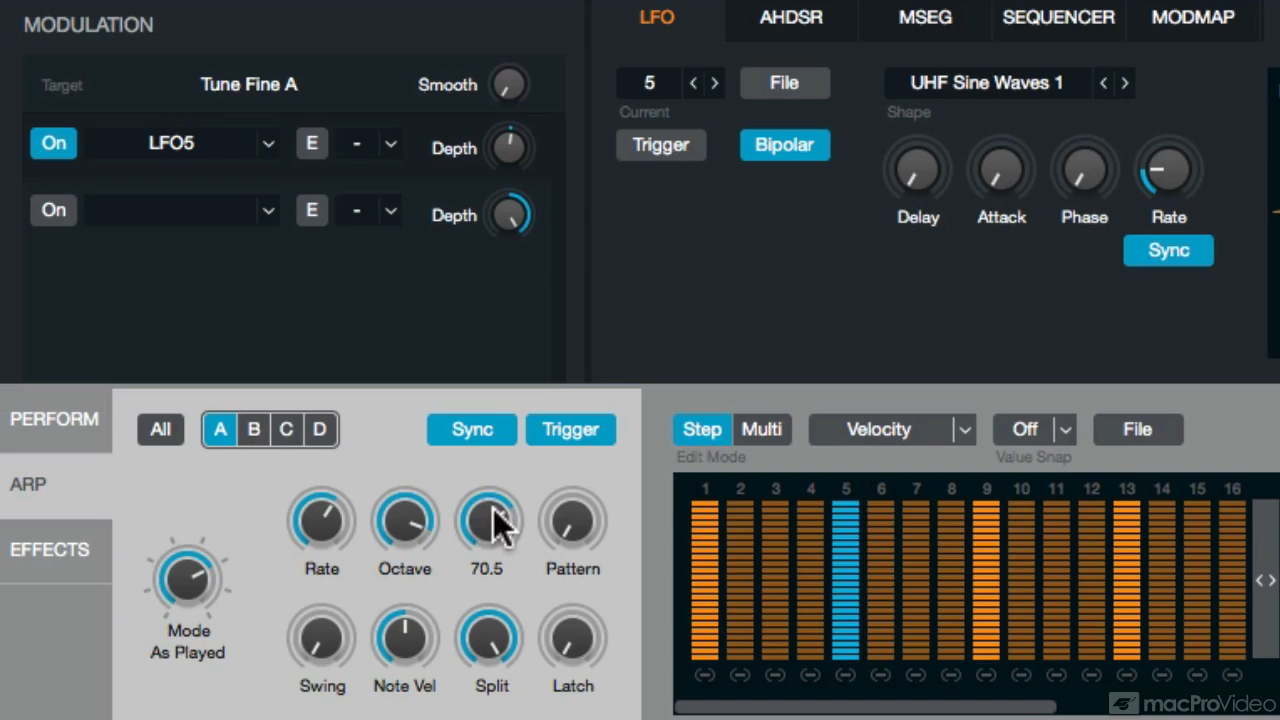 MODULATION
LFO AHDSR MSEG SEQUENCER MODMAP
Target Tune Fine A Smooth
5 < > File UHF Sine Waves 1 < >
Current Shape
On LFO5 E - Depth
Trigger Bipolar
On E - Depth
Delay Attack Phase Rate
Sync
PERFORM
ARP
EFFECTS
All A B C D Sync Trigger
Rate Octave 70.5 Pattern
Mode
As Played
Swing Note Vel Split Latch
Step Multi Velocity Off File
Edit Mode Value Snap
1 2 3 4 5 6 7 8 9 10 11 12 13 14 15 16
macProVideo